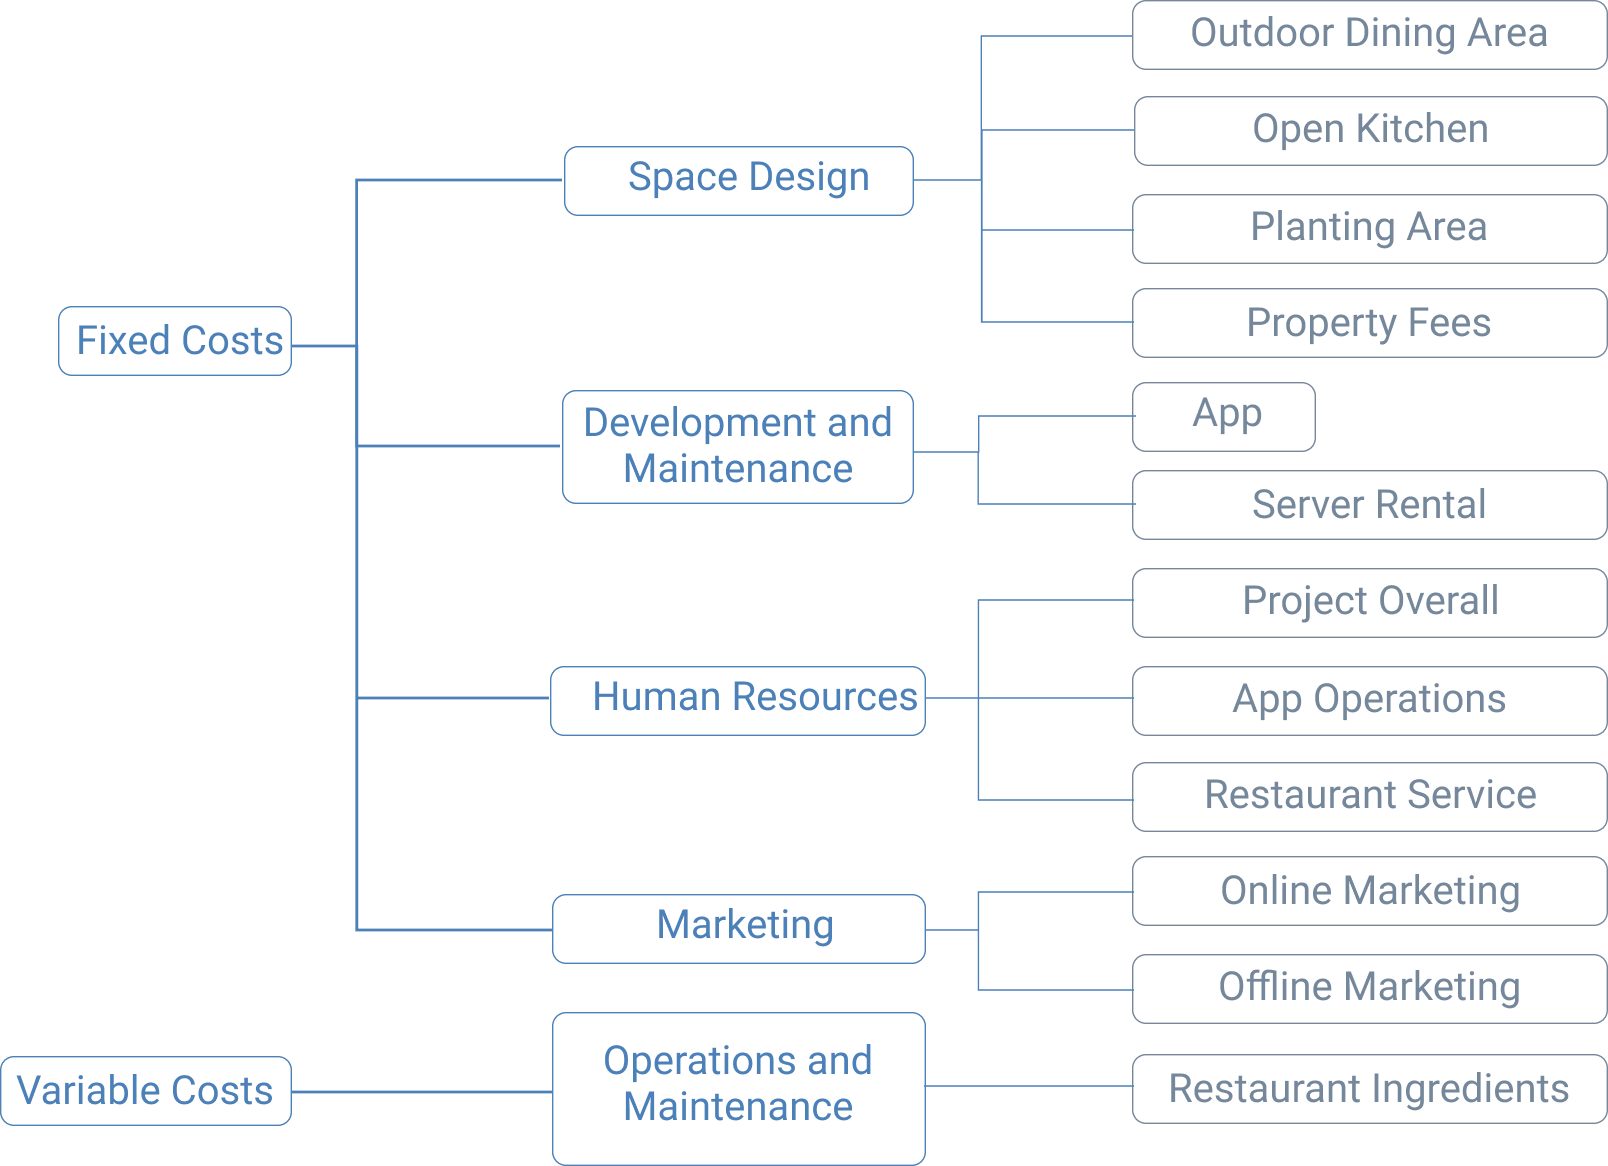 Fixed Costs
Space Design
Outdoor Dining Area
Open Kitchen
Planting Area
Property Fees
Development and
Maintenance
App
Server Rental
Human Resources
Project Overall
App Operations
Restaurant Service
Marketing
Online Marketing
Offline Marketing
Variable Costs
Operations and
Maintenance
Restaurant Ingredients